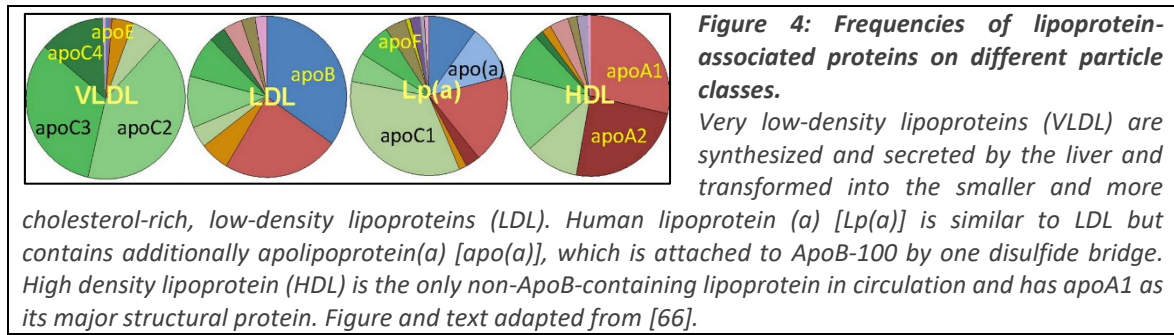 apoE
apoC4
VLDL
apoC3
apoC2
apoB
LDL
apoF
apo(a)
Lp(a)
apoC1
apoA1
HDL
apoA2
Figure 4: Frequencies of lipoprotein-
associated proteins on different particle
classes.
Very low-density lipoproteins (VLDL) are
synthesized and secreted by the liver and
transformed into the smaller and more
cholesterol-rich, low-density lipoproteins (LDL). Human lipoprotein (a) [Lp(a)] is similar to LDL but
contains additionally apolipoprotein(a) [apo(a)], which is attached to ApoB-100 by one disulfide bridge.
High density lipoprotein (HDL) is the only non-ApoB-containing lipoprotein in circulation and has apoA1 as
its major structural protein. Figure and text adapted from [66].